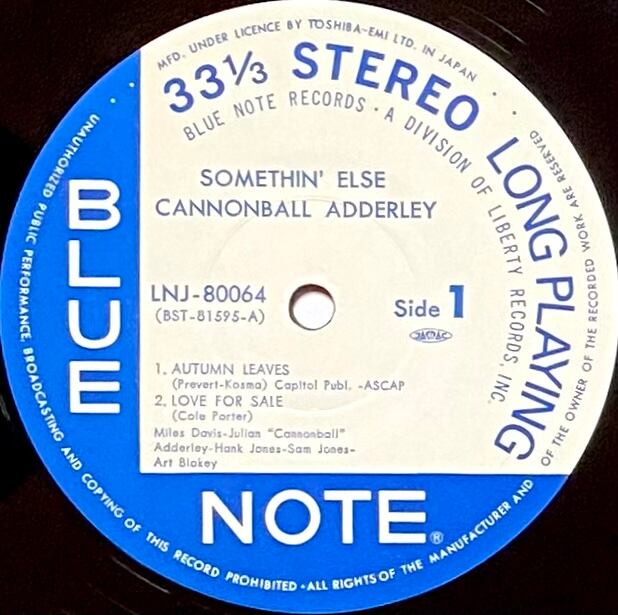 MFD. UNDER LICENCE BY TOSHIBA-EMI LTD. IN JAPAN
33⅓ STEREO LONG PLAYING
BLUE NOTE RECORDS · A DIVISION OF LIBERTY RECORDS, INC.
SOMETHIN' ELSE
CANNONBALL ADDERLEY
BLUE
LNJ-80064
(BST-81595-A)
Side 1
JASRAC
1. AUTUMN LEAVES
(Prevert-Kosma) Capitol Publ. -ASCAP
2. LOVE FOR SALE
(Cole Porter)
Miles Davis-Julian "Cannonball"
Adderley-Hank Jones-Sam Jones-
Art Blakey
NOTE®
UNAUTHORIZED PUBLIC PERFORMANCE, BROADCASTING AND COPYING OF THIS RECORD PROHIBITED · ALL RIGHTS OF THE MANUFACTURER AND OF THE OWNER OF THE RECORDED WORK ARE RESERVED